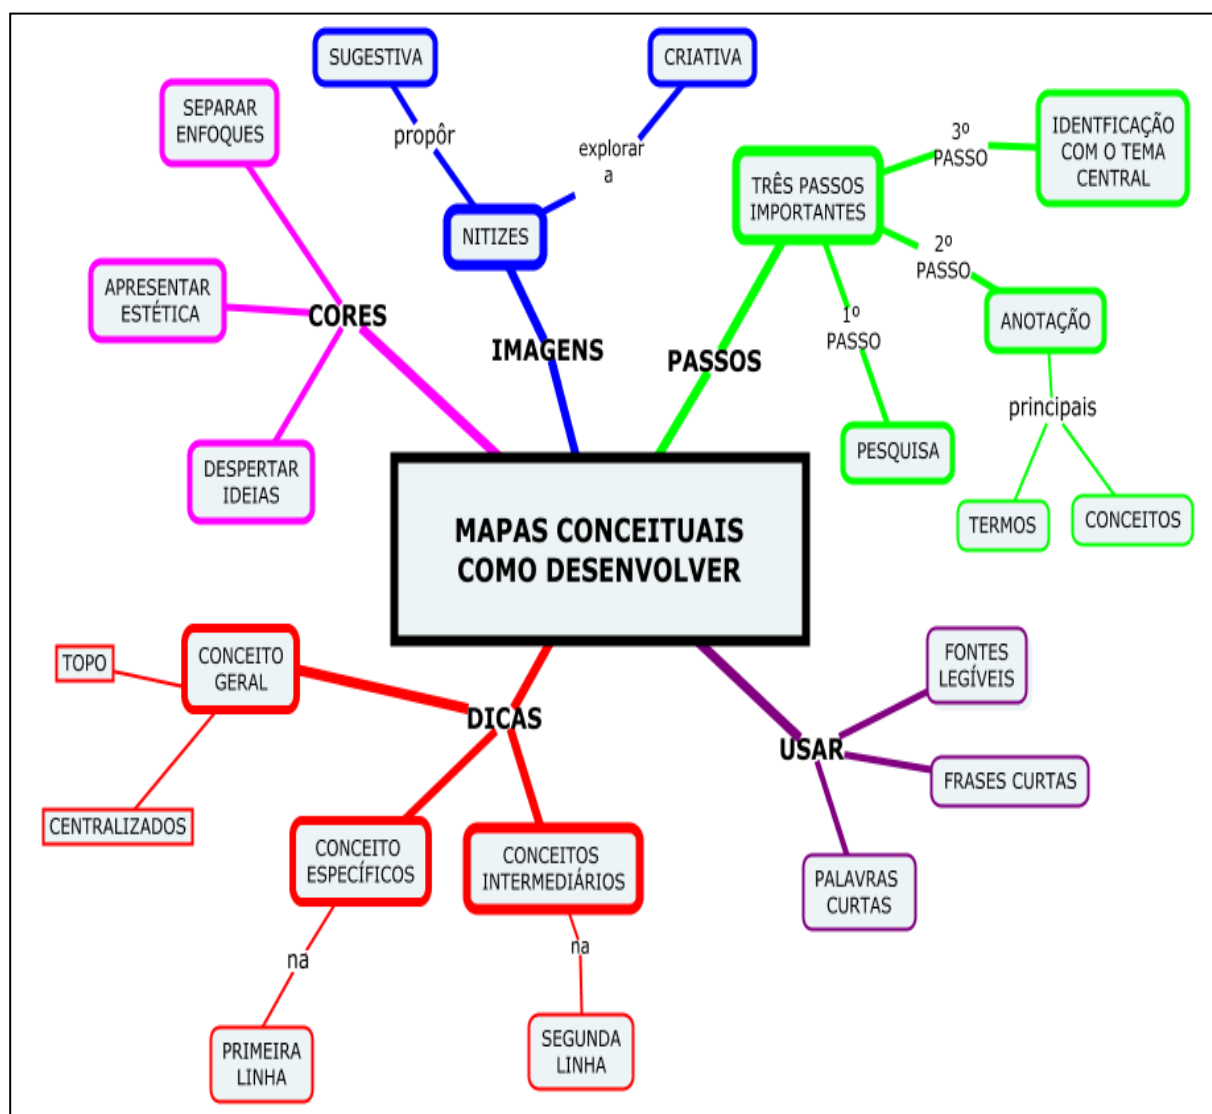 SUGESTIVA
CRIATIVA
SEPARAR
ENFOQUES
propôr
explorar
a
3º
PASSO
IDENTFICAÇÃO
COM O TEMA
CENTRAL
TRÊS PASSOS
IMPORTANTES
NITIZES
2º
PASSO
APRESENTAR
ESTÉTICA
CORES
IMAGENS
PASSOS
1º
PASSO
ANOTAÇÃO
principais
PESQUISA
DESPERTAR
IDEIAS
TERMOS
CONCEITOS
MAPAS CONCEITUAIS
COMO DESENVOLVER
TOPO
CONCEITO
GERAL
DICAS
CENTRALIZADOS
CONCEITO
ESPECÍFICOS
CONCEITOS
INTERMEDIÁRIOS
na
na
PRIMEIRA
LINHA
SEGUNDA
LINHA
USAR
FONTES
LEGÍVEIS
FRASES CURTAS
PALAVRAS
CURTAS